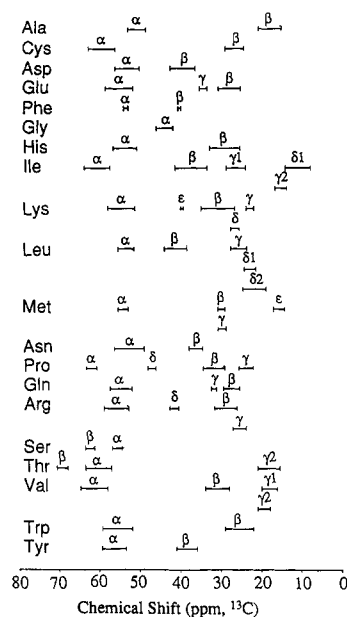 Ala α β
Cys α β
Asp α β
Glu α γ β
Phe α β
Gly α
His α β
Ile α β γ1 δ1
γ2
Lys α ε β γ
δ
Leu α β γ
δ1
δ2
Met α β ε
γ
Asn α β
Pro α δ β γ
Gln α γ β
Arg α δ β
γ
Ser β α
Thr β α γ2
Val α β γ1
γ2
Trp α β
Tyr α β
80 70 60 50 40 30 20 10 0
Chemical Shift (ppm, ¹³C)